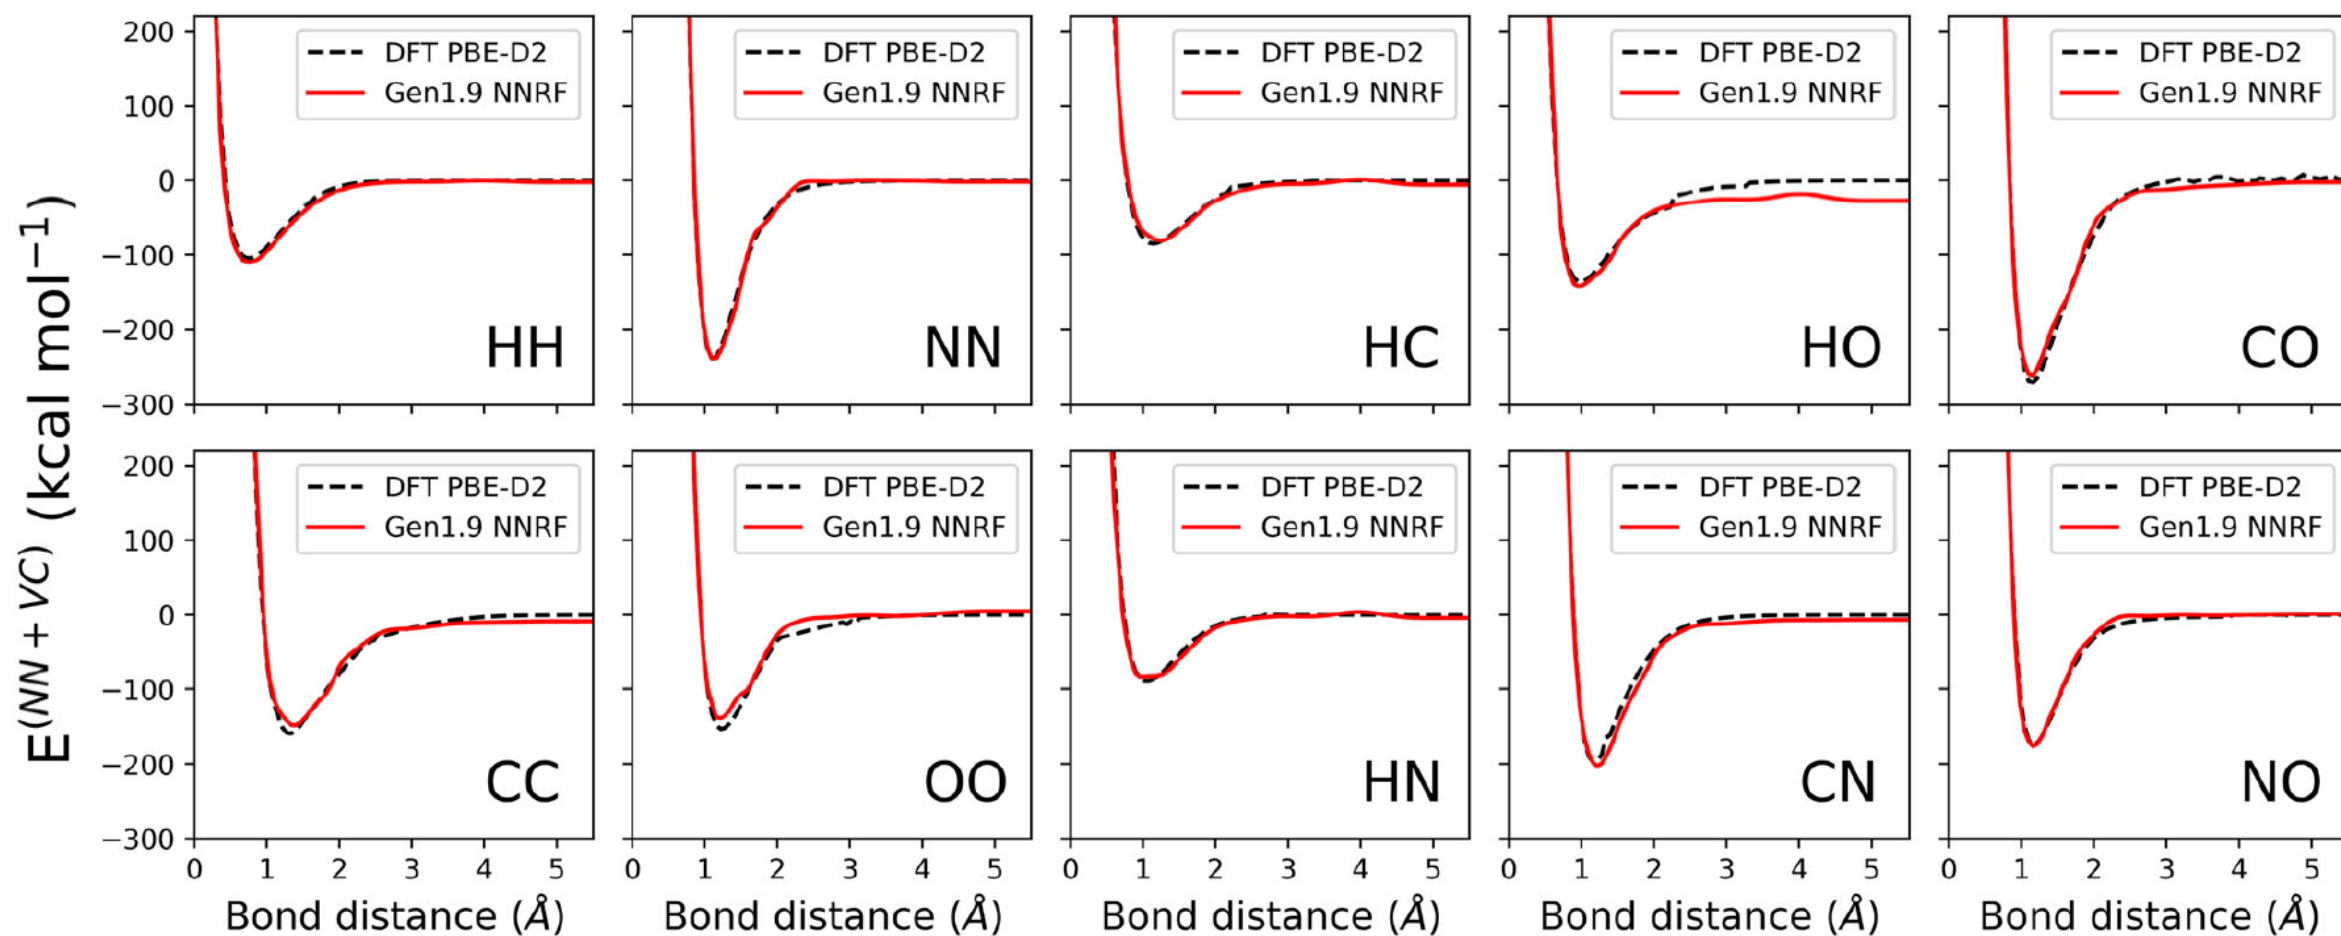 E^(NN + VC) (kcal mol⁻¹)
200
100
0
−100
−200
−300
DFT PBE-D2
Gen1.9 NNRF
HH
DFT PBE-D2
Gen1.9 NNRF
NN
DFT PBE-D2
Gen1.9 NNRF
HC
DFT PBE-D2
Gen1.9 NNRF
HO
DFT PBE-D2
Gen1.9 NNRF
CO
200
100
0
−100
−200
−300
DFT PBE-D2
Gen1.9 NNRF
CC
DFT PBE-D2
Gen1.9 NNRF
OO
DFT PBE-D2
Gen1.9 NNRF
HN
DFT PBE-D2
Gen1.9 NNRF
CN
DFT PBE-D2
Gen1.9 NNRF
NO
0 1 2 3 4 5
0 1 2 3 4 5
0 1 2 3 4 5
0 1 2 3 4 5
0 1 2 3 4 5
Bond distance (Å)
Bond distance (Å)
Bond distance (Å)
Bond distance (Å)
Bond distance (Å)